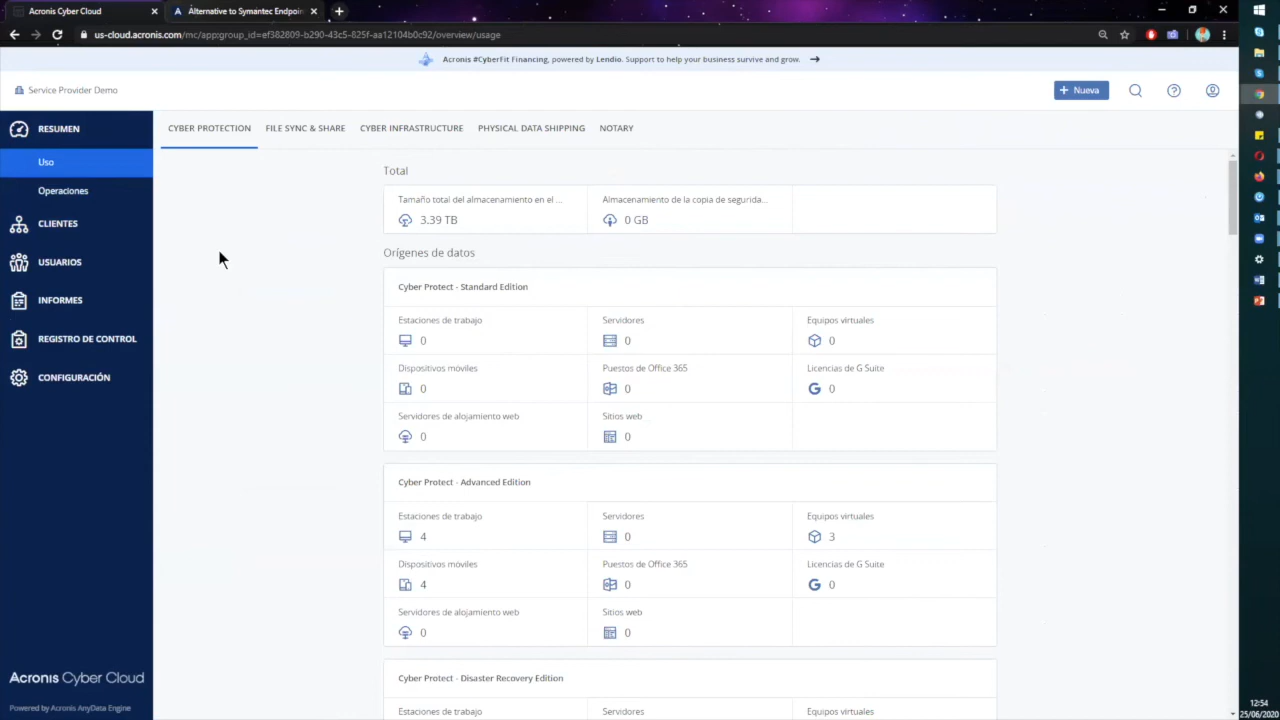 Acronis Cyber Cloud
Alternative to Symantec Endpoin
us-cloud.acronis.com/mc/app;group_id=ef382809-b290-43c5-825f-aa12104b0c92/overview/usage
Acronis #CyberFit Financing, powered by Lendio. Support to help your business survive and grow.
Service Provider Demo
Nueva
RESUMEN
Uso
Operaciones
CLIENTES
USUARIOS
INFORMES
REGISTRO DE CONTROL
CONFIGURACIÓN
Acronis Cyber Cloud
Powered by Acronis AnyData Engine
CYBER PROTECTION
FILE SYNC & SHARE
CYBER INFRASTRUCTURE
PHYSICAL DATA SHIPPING
NOTARY
Total
Tamaño total del almacenamiento en el ...
3.39 TB
Almacenamiento de la copia de segurida...
0 GB
Orígenes de datos
Cyber Protect - Standard Edition
Estaciones de trabajo
0
Servidores
0
Equipos virtuales
0
Dispositivos móviles
0
Puestos de Office 365
0
Licencias de G Suite
0
Servidores de alojamiento web
0
Sitios web
0
Cyber Protect - Advanced Edition
Estaciones de trabajo
4
Servidores
0
Equipos virtuales
3
Dispositivos móviles
4
Puestos de Office 365
0
Licencias de G Suite
0
Servidores de alojamiento web
0
Sitios web
0
Cyber Protect - Disaster Recovery Edition
Estaciones de trabajo
Servidores
Equipos virtuales
12:54
25/06/2020